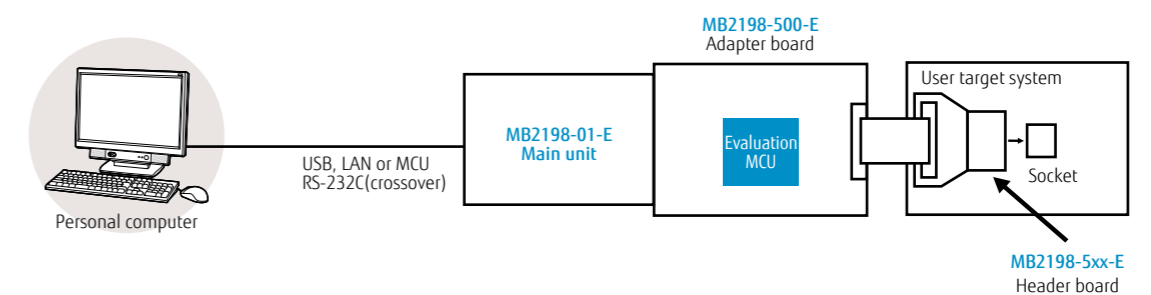 MB2198-500-E
Adapter board
User target system
MB2198-01-E
Main unit
Evaluation
MCU
USB, LAN or MCU
RS-232C(crossover)
Socket
Personal computer
MB2198-5xx-E
Header board